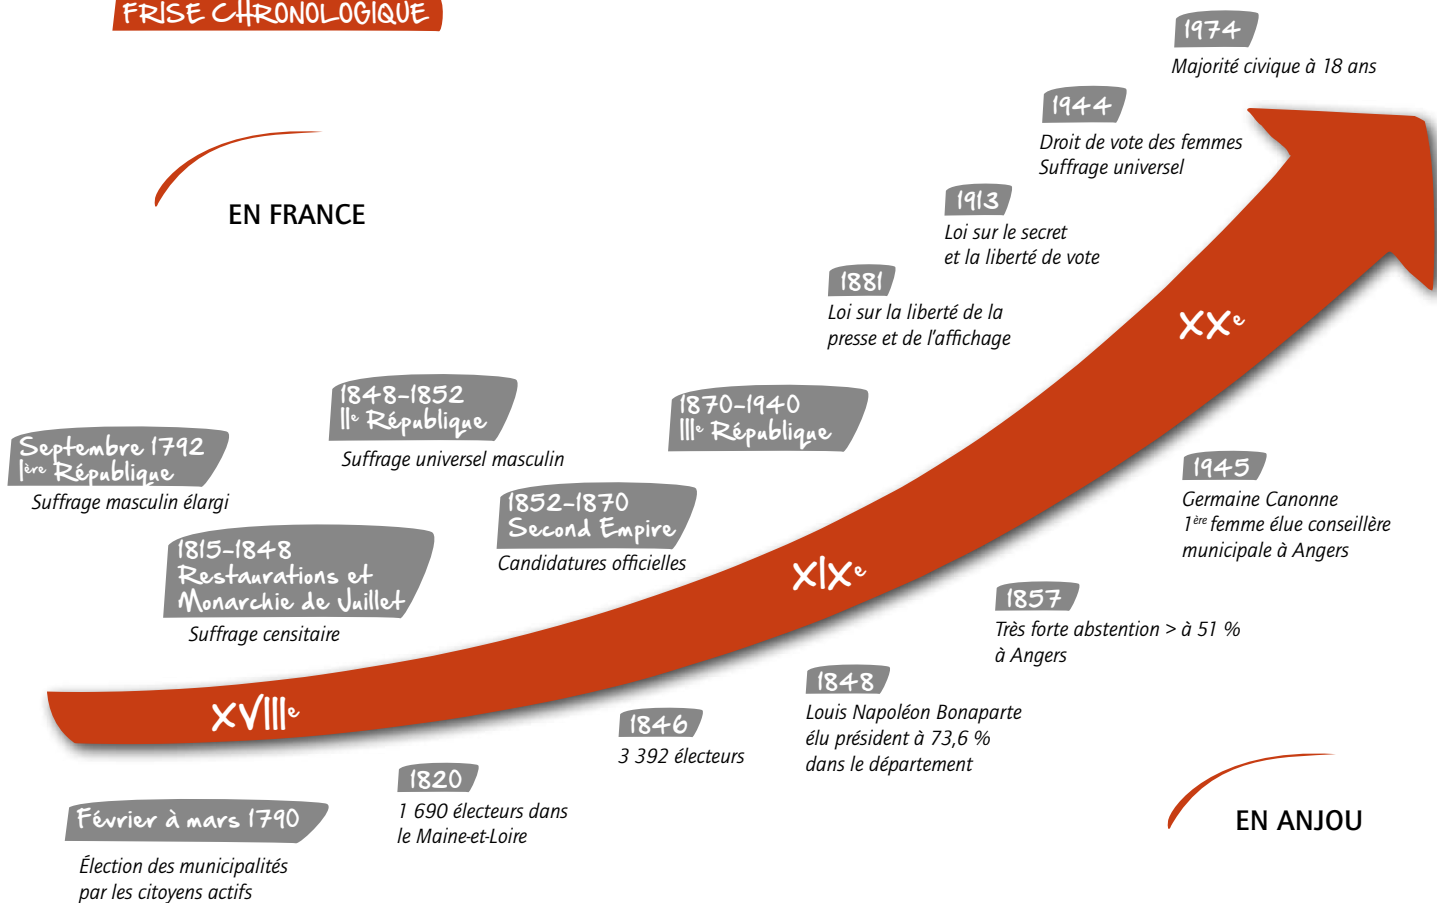 FRISE CHRONOLOGIQUE
EN FRANCE
Septembre 1792
Ière République
Suffrage masculin élargi
1815-1848
Restaurations et
Monarchie de Juillet
Suffrage censitaire
1848-1852
IIe République
Suffrage universel masculin
1852-1870
Second Empire
Candidatures officielles
1870-1940
IIIe République
1881
Loi sur la liberté de la
presse et de l'affichage
1913
Loi sur le secret
et la liberté de vote
1944
Droit de vote des femmes
Suffrage universel
1974
Majorité civique à 18 ans
XVIIIe
XIXe
XXe
Février à mars 1790
Élection des municipalités
par les citoyens actifs
1820
1 690 électeurs dans
le Maine-et-Loire
1846
3 392 électeurs
1848
Louis Napoléon Bonaparte
élu président à 73,6 %
dans le département
1857
Très forte abstention > à 51 %
à Angers
1945
Germaine Canonne
1ère femme élue conseillère
municipale à Angers
EN ANJOU